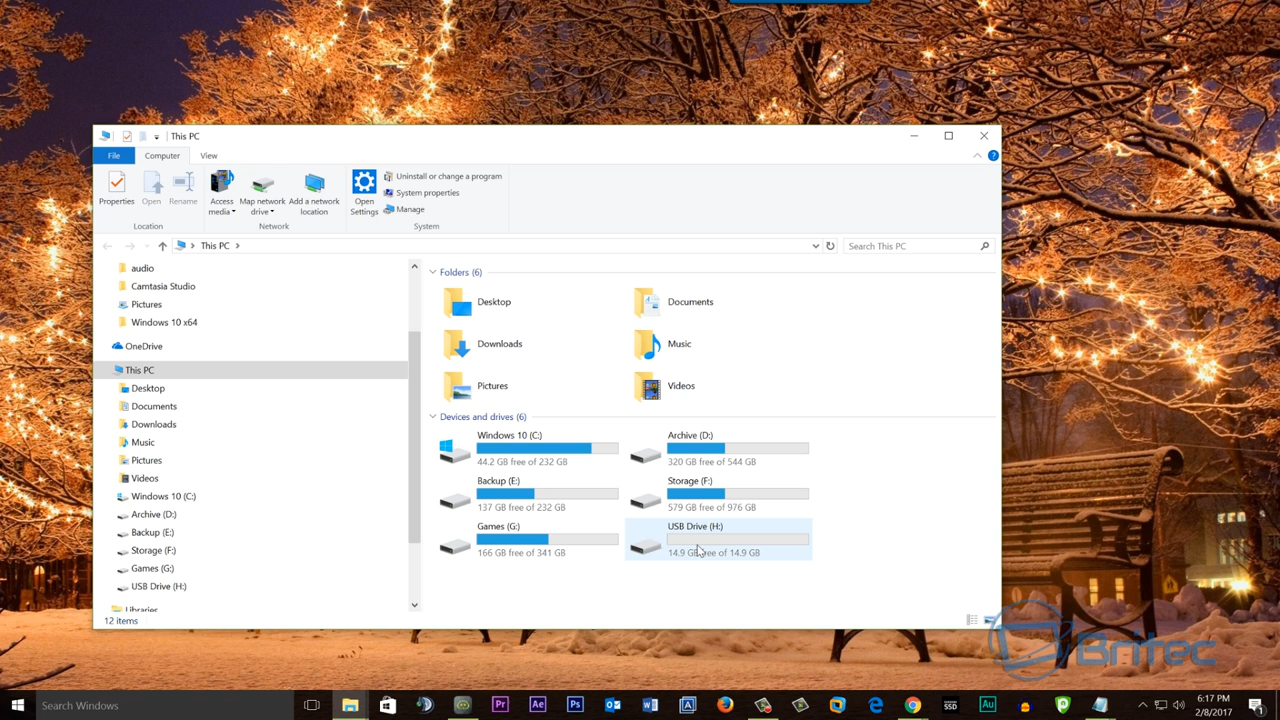 This PC
File Computer View
Properties
Open
Rename
Access media
Map network drive
Add a network location
Open Settings
Uninstall or change a program
System properties
Manage
Location
Network
System
This PC
Search This PC
audio
Camtasia Studio
Pictures
Windows 10 x64
OneDrive
This PC
Desktop
Documents
Downloads
Music
Pictures
Videos
Windows 10 (C:)
Archive (D:)
Backup (E:)
Storage (F:)
Games (G:)
USB Drive (H:)
Libraries
Folders (6)
Desktop
Documents
Downloads
Music
Pictures
Videos
Devices and drives (6)
Windows 10 (C:)
44.2 GB free of 232 GB
Archive (D:)
320 GB free of 544 GB
Backup (E:)
137 GB free of 232 GB
Storage (F:)
579 GB free of 976 GB
Games (G:)
166 GB free of 341 GB
USB Drive (H:)
14.9 GB free of 14.9 GB
12 items
Britec
Search Windows
Pr
Ae
Ps
SSD
Au
6:17 PM
2/8/2017
1